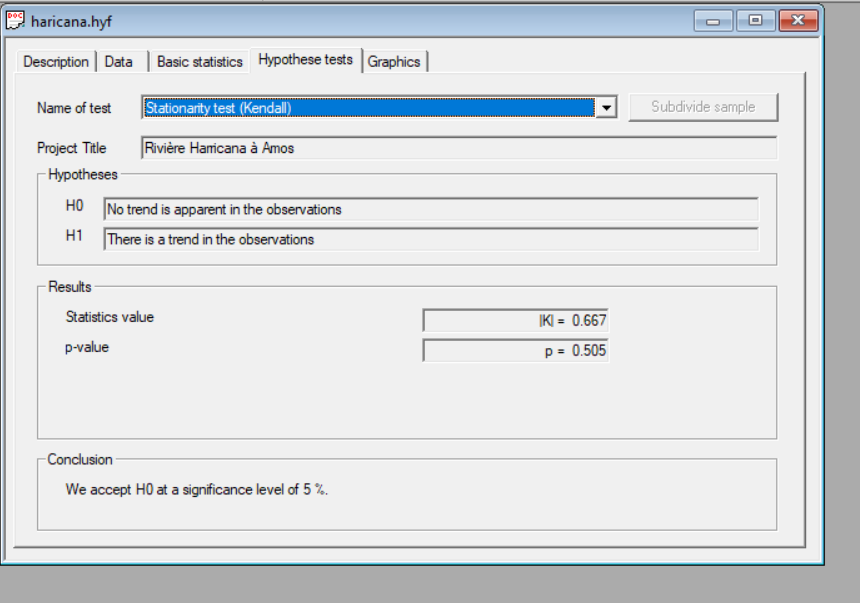 haricana.hyf
Description Data Basic statistics Hypothese tests Graphics
Name of test Stationarity test (Kendall) Subdivide sample
Project Title Rivière Harricana à Amos
Hypotheses
H0 No trend is apparent in the observations
H1 There is a trend in the observations
Results
Statistics value |K| = 0.667
p-value p = 0.505
Conclusion
We accept H0 at a significance level of 5 %.